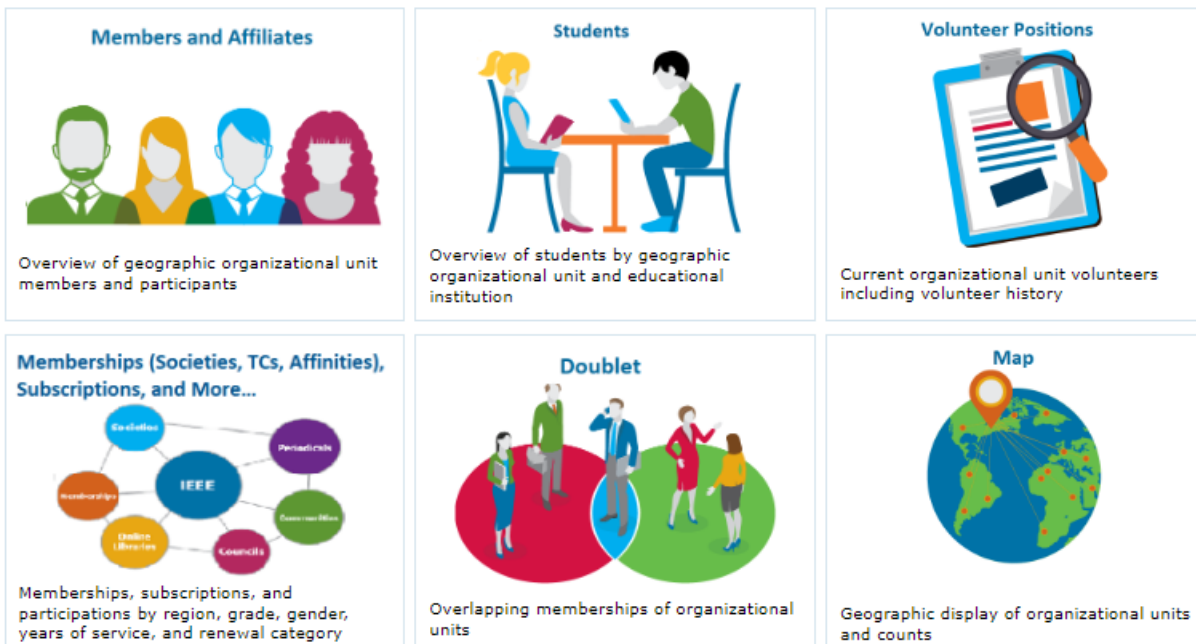 Members and Affiliates
Overview of geographic organizational unit
members and participants
Students
Overview of students by geographic
organizational unit and educational
institution
Volunteer Positions
Current organizational unit volunteers
including volunteer history
Memberships (Societies, TCs, Affinities),
Subscriptions, and More...
Societies
Periodicals
IEEE
Memberships
Communities
Online
Libraries
Councils
Memberships, subscriptions, and
participations by region, grade, gender,
years of service, and renewal category
Doublet
Overlapping memberships of organizational
units
Map
Geographic display of organizational units
and counts